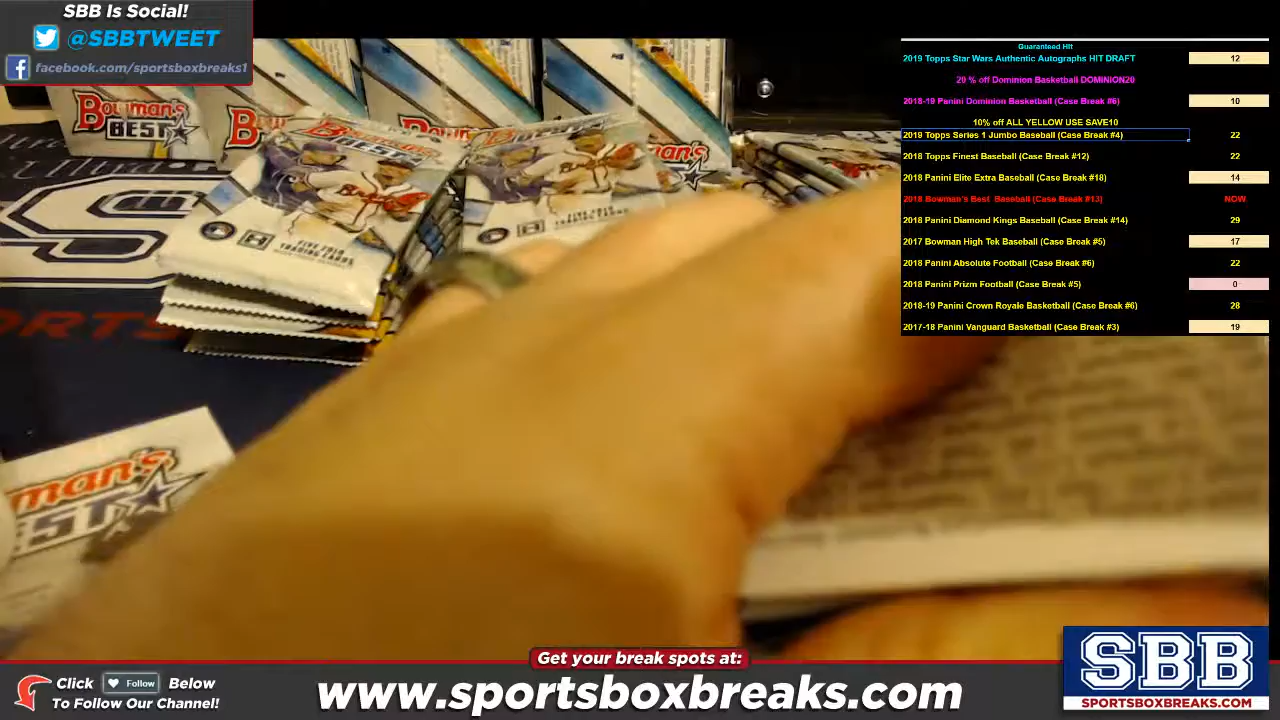 SBB Is Social!
@SBBTWEET
facebook.com/sportsboxbreaks1
Guaranteed Hit
2019 Topps Star Wars Authentic Autographs HIT DRAFT 12
20 % off Dominion Basketball DOMINION20
2018-19 Panini Dominion Basketball (Case Break #6) 10
10% off ALL YELLOW USE SAVE10
2019 Topps Series 1 Jumbo Baseball (Case Break #4) 22
2018 Topps Finest Baseball (Case Break #12) 22
2018 Panini Elite Extra Baseball (Case Break #18) 14
2018 Bowman's Best Baseball (Case Break #13) NOW
2018 Panini Diamond Kings Baseball (Case Break #14) 29
2017 Bowman High Tek Baseball (Case Break #5) 17
2018 Panini Absolute Football (Case Break #6) 22
2018 Panini Prizm Football (Case Break #5) 0
2018-19 Panini Crown Royale Basketball (Case Break #6) 28
2017-18 Panini Vanguard Basketball (Case Break #3) 19
Bowman's
BEST
TRADING CARDS
man's
EST
Get your break spots at:
Click Follow Below
To Follow Our Channel!
www.sportsboxbreaks.com
SBB
SPORTSBOXBREAKS.COM